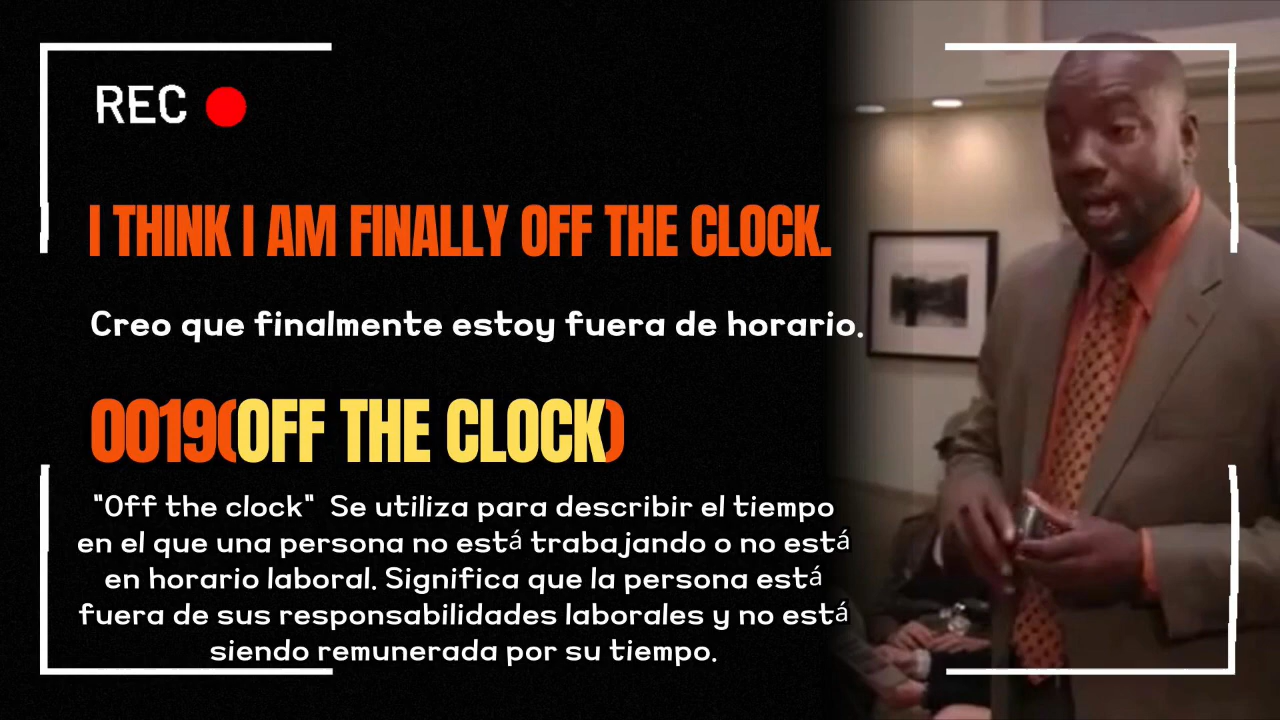 REC
I THINK I AM FINALLY OFF THE CLOCK.
Creo que finalmente estoy fuera de horario.
0019(OFF THE CLOCK)
"Off the clock" Se utiliza para describir el tiempo
en el que una persona no está trabajando o no está
en horario laboral. Significa que la persona está
fuera de sus responsabilidades laborales y no está
siendo remunerada por su tiempo.